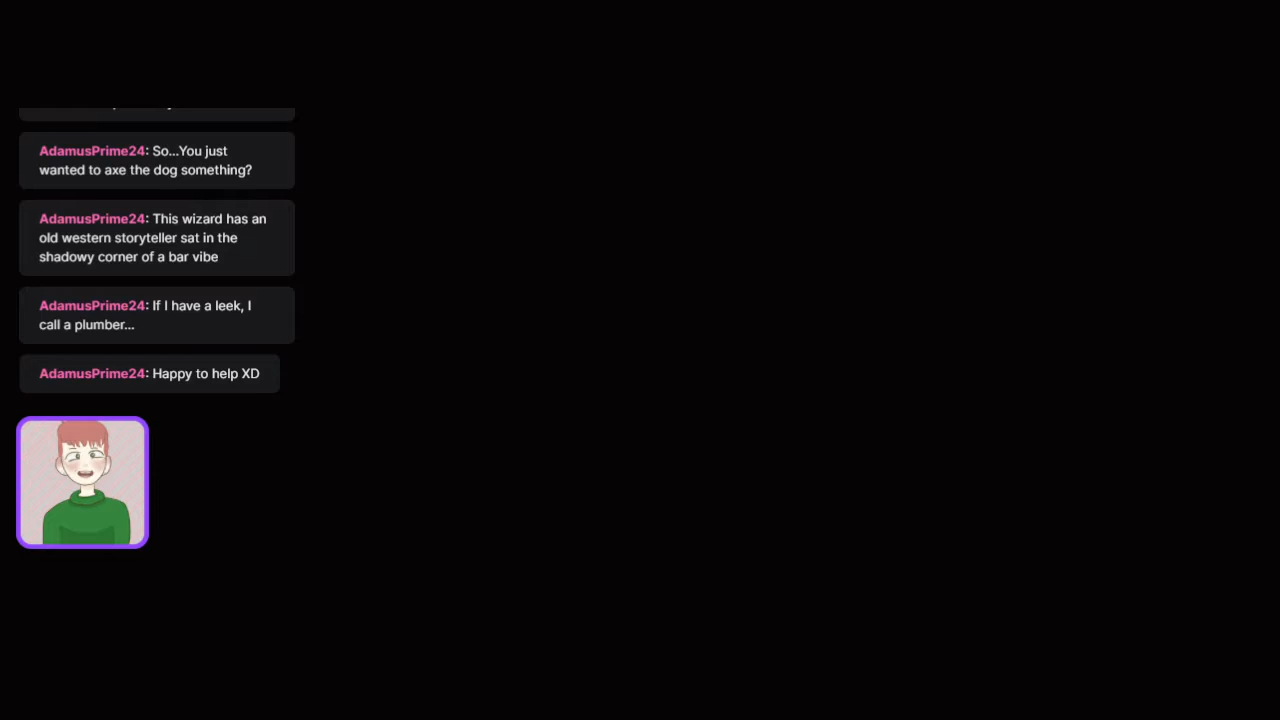 AdamusPrime24: So...You just
wanted to axe the dog something?
AdamusPrime24: This wizard has an
old western storyteller sat in the
shadowy corner of a bar vibe
AdamusPrime24: If I have a leek, I
call a plumber...
AdamusPrime24: Happy to help XD